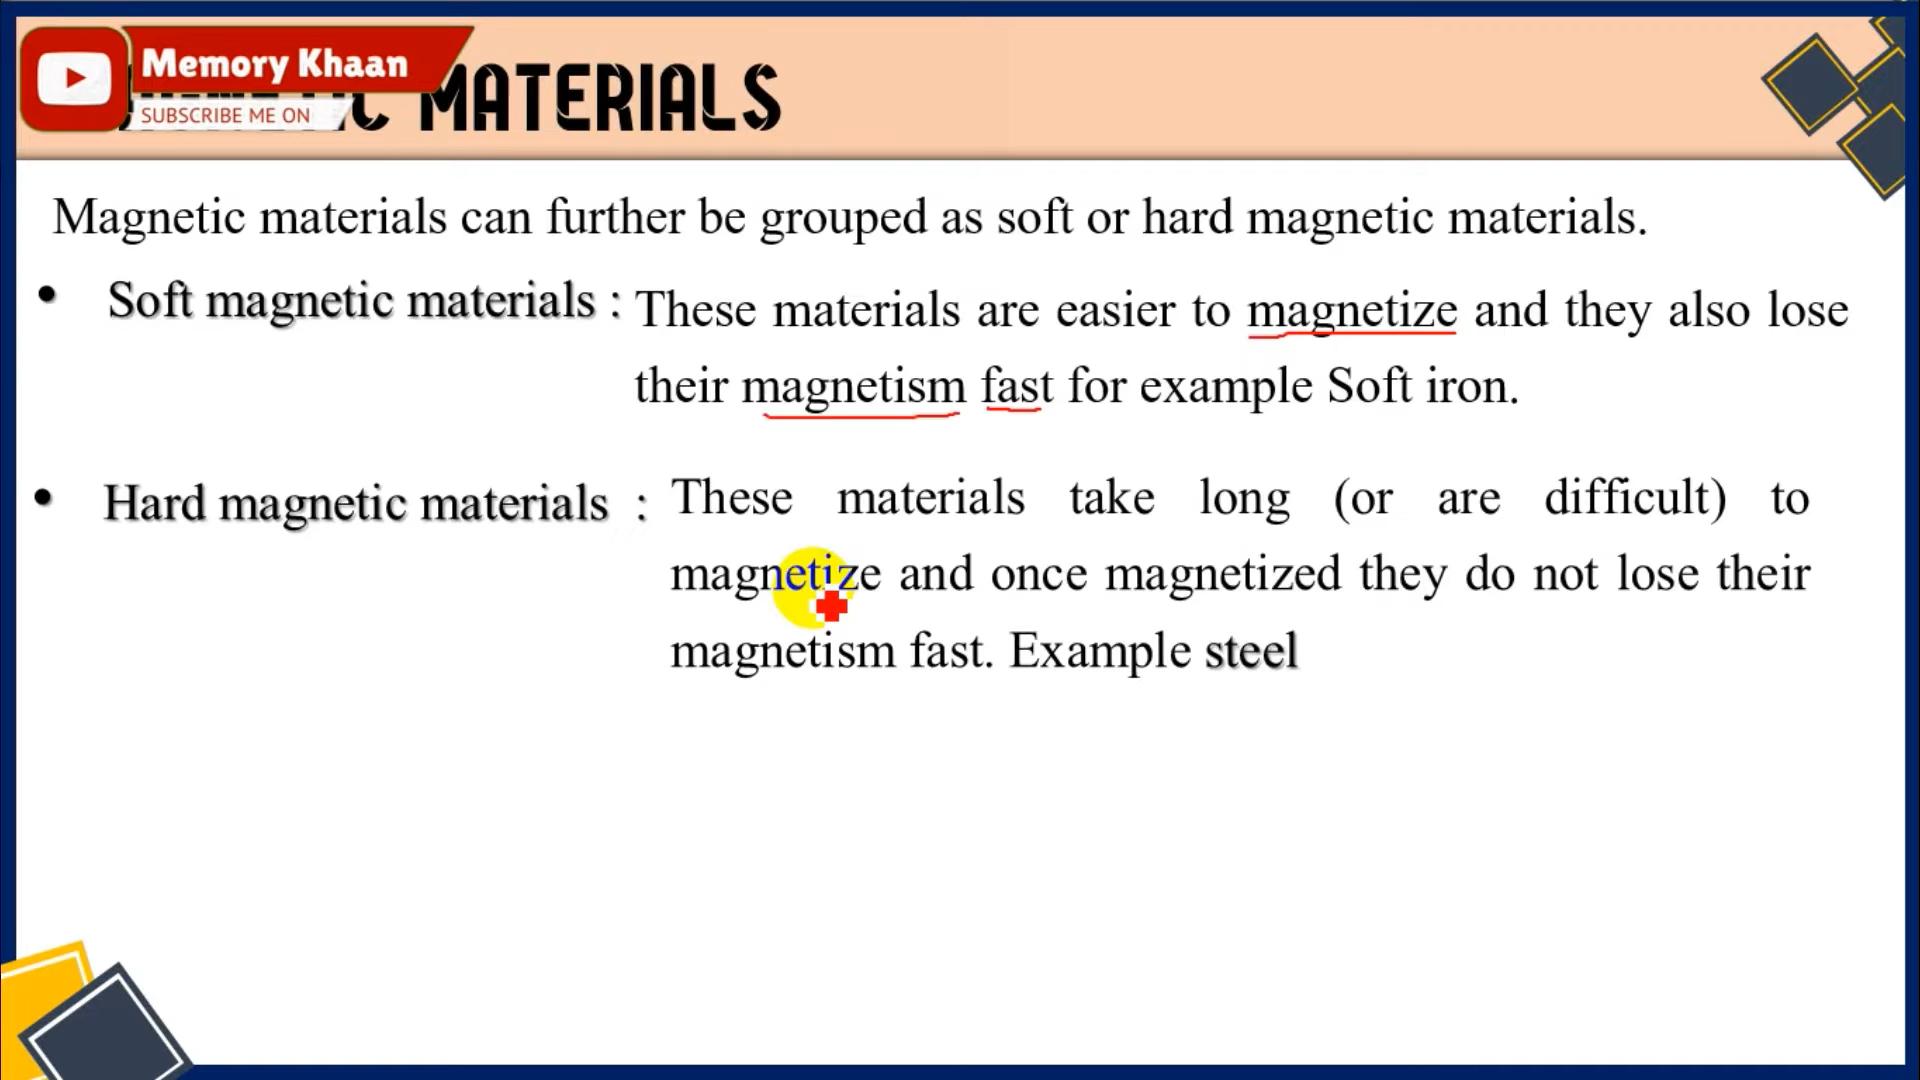 Memory Khaan
SUBSCRIBE ME ON
MATERIALS
Magnetic materials can further be grouped as soft or hard magnetic materials.
• Soft magnetic materials : These materials are easier to magnetize and they also lose
their magnetism fast for example Soft iron.
• Hard magnetic materials : These materials take long (or are difficult) to
magnetize and once magnetized they do not lose their
magnetism fast. Example steel